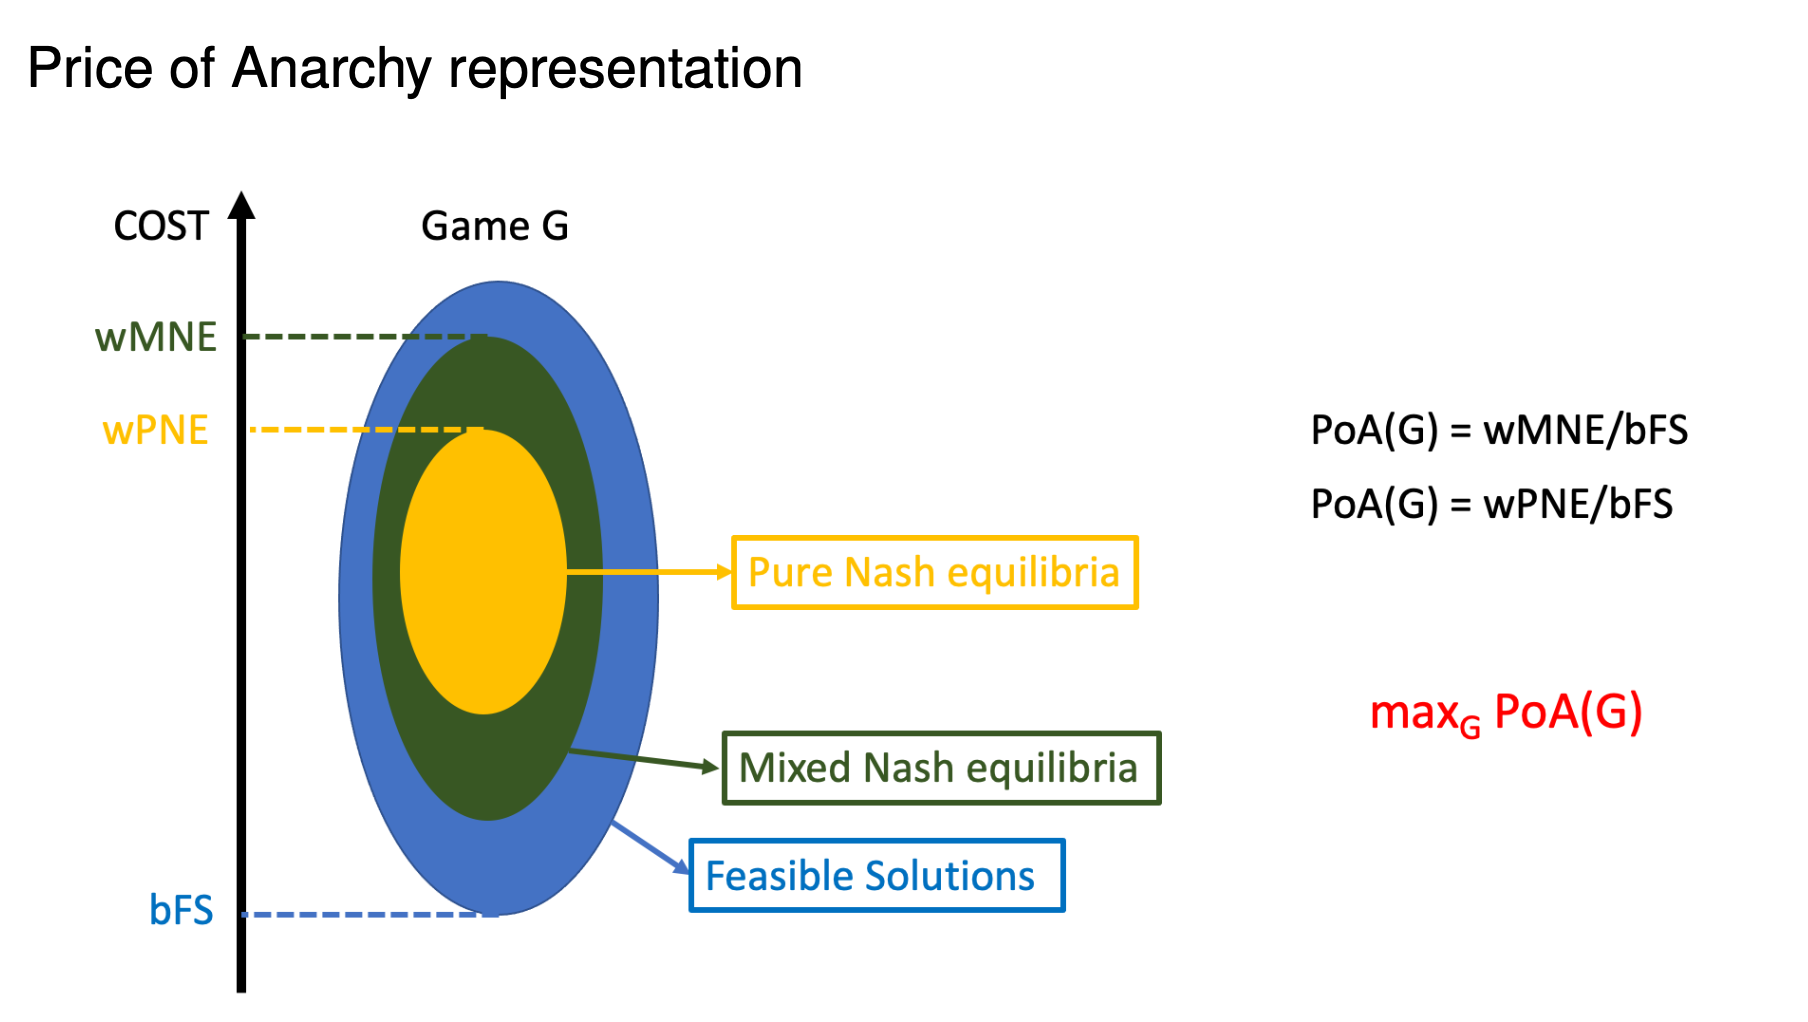 Price of Anarchy representation
COST
Game G
wMNE
wPNE
PoA(G) = wMNE/bFS
PoA(G) = wPNE/bFS
Pure Nash equilibria
max_G PoA(G)
Mixed Nash equilibria
Feasible Solutions
bFS